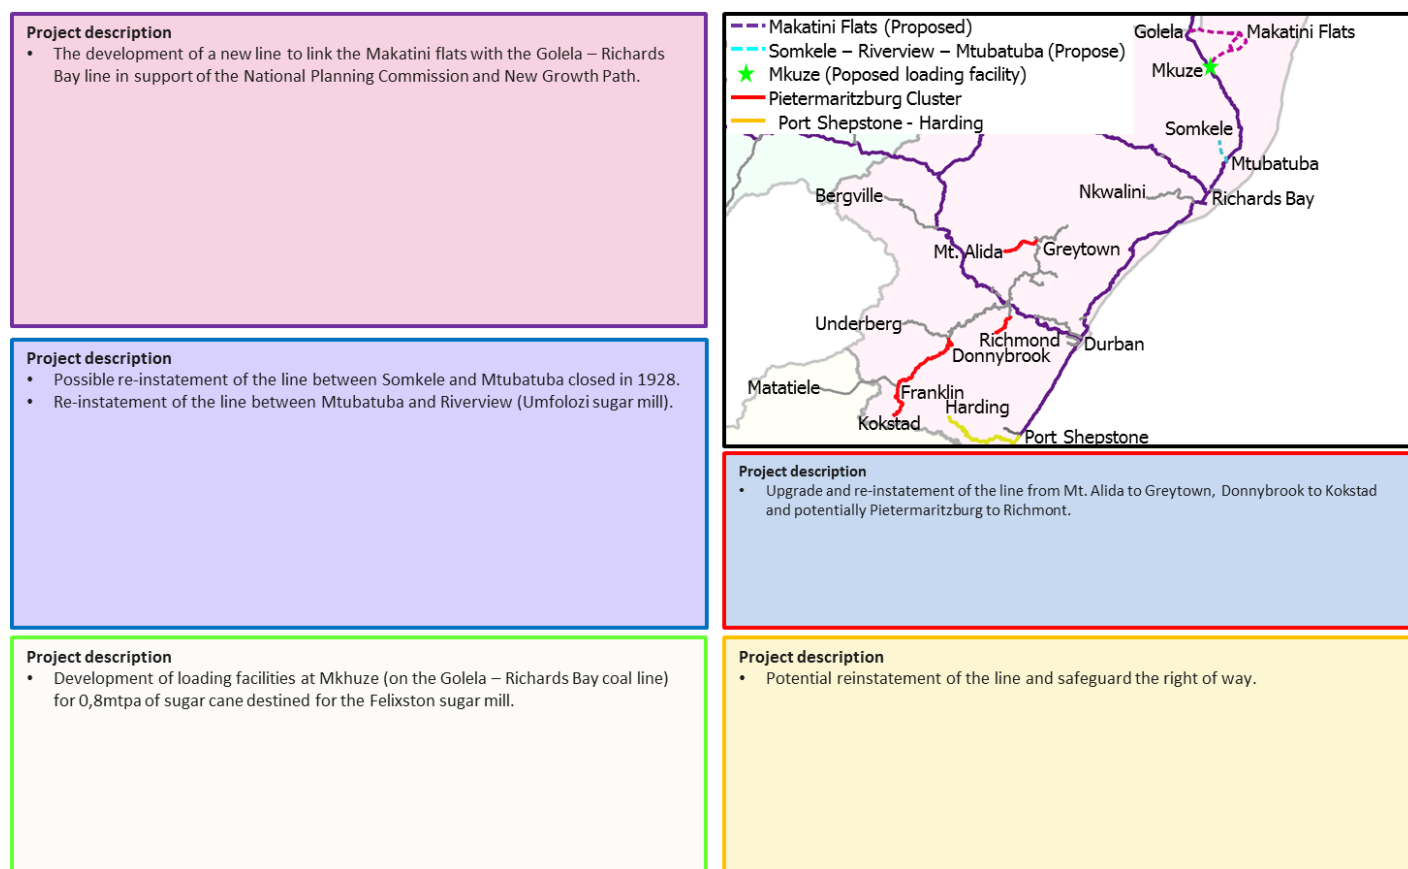 Project description
• The development of a new line to link the Makatini flats with the Golela – Richards
Bay line in support of the National Planning Commission and New Growth Path.
Makatini Flats (Proposed)
Somkele – Riverview – Mtubatuba (Propose)
Mkuze (Poposed loading facility)
Pietermaritzburg Cluster
Port Shepstone - Harding
Golela
Makatini Flats
Mkuze
Somkele
Mtubatuba
Bergville
Nkwalini
Richards Bay
Mt. Alida
Greytown
Underberg
Richmond
Durban
Donnybrook
Matatiele
Franklin
Harding
Kokstad
Port Shepstone
Project description
• Possible re-instatement of the line between Somkele and Mtubatuba closed in 1928.
• Re-instatement of the line between Mtubatuba and Riverview (Umfolozi sugar mill).
Project description
• Upgrade and re-instatement of the line from Mt. Alida to Greytown, Donnybrook to Kokstad
and potentially Pietermaritzburg to Richmont.
Project description
• Development of loading facilities at Mkhuze (on the Golela – Richards Bay coal line)
for 0,8mtpa of sugar cane destined for the Felixston sugar mill.
Project description
• Potential reinstatement of the line and safeguard the right of way.